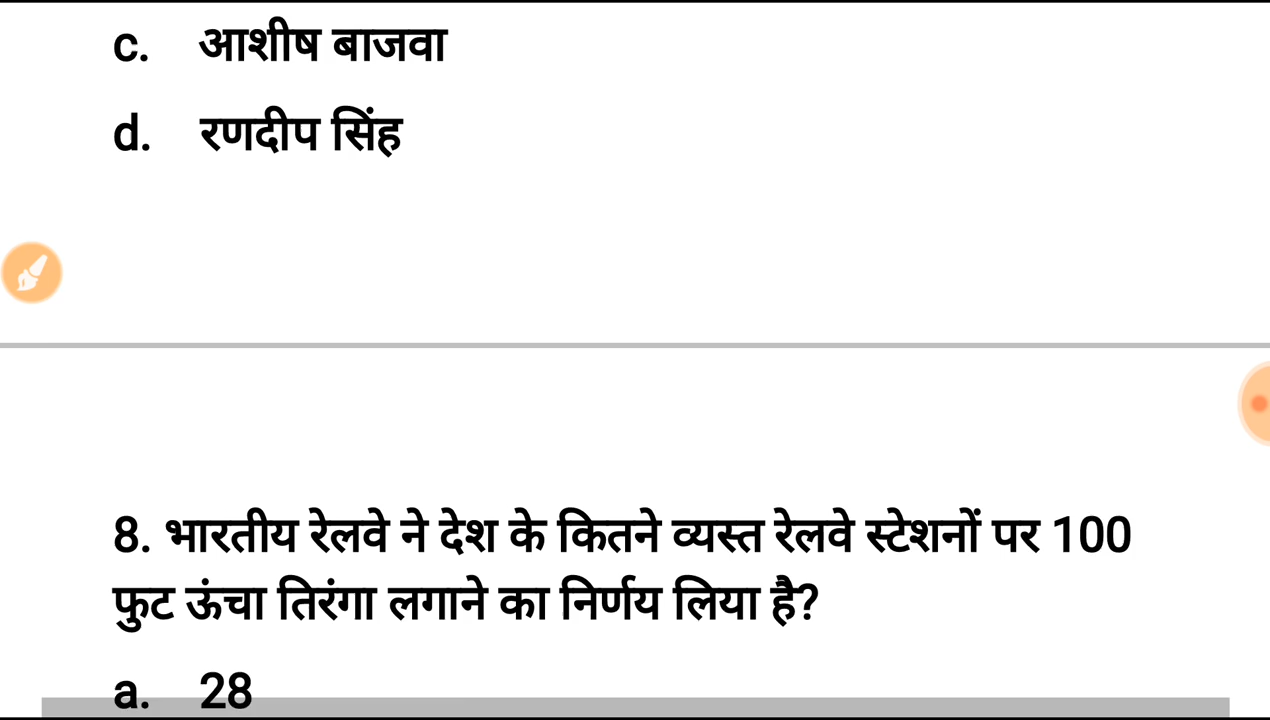 c. आशीष बाजवा
d. रणदीप सिंह
8. भारतीय रेलवे ने देश के कितने व्यस्त रेलवे स्टेशनों पर 100
फुट ऊंचा तिरंगा लगाने का निर्णय लिया है?
a. 28